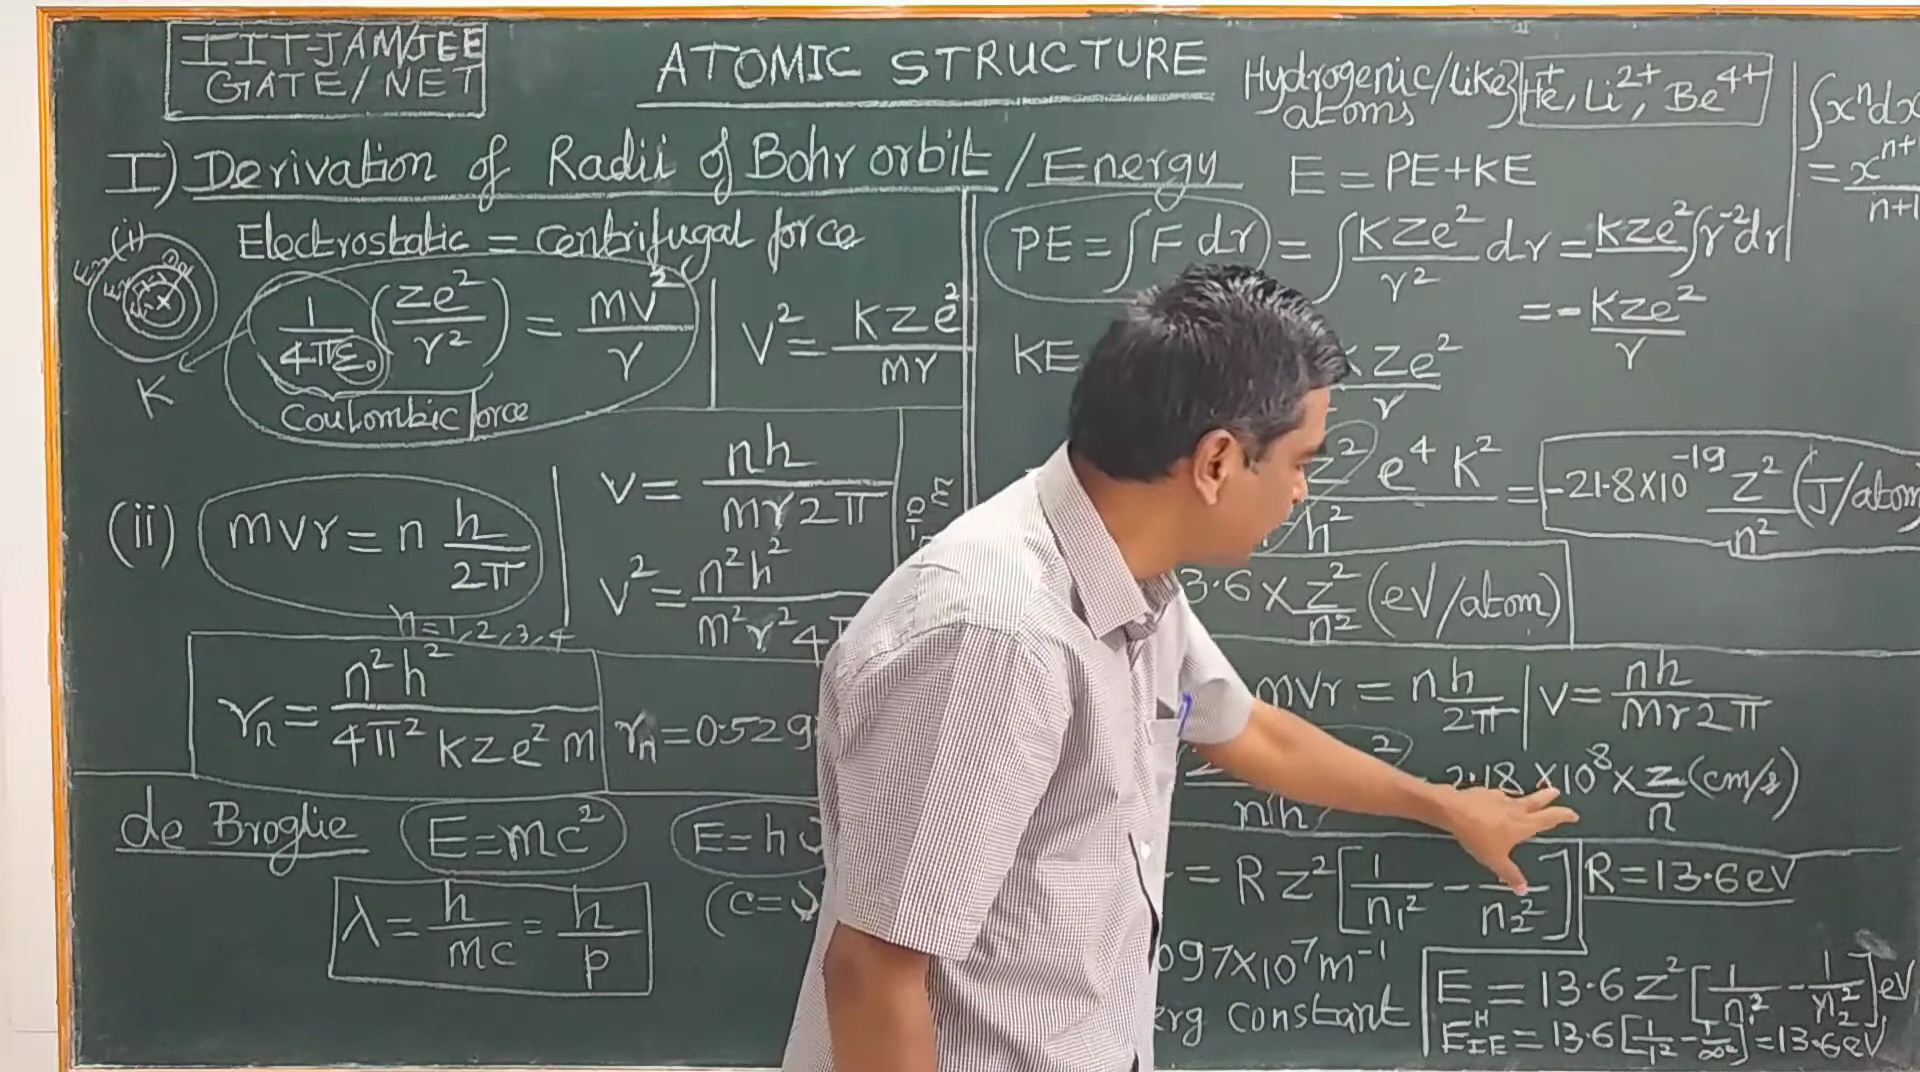 IIT-JAM/JEE
GATE/NET
ATOMIC STRUCTURE
Hydrogenic/like} He⁺, Li²⁺, Be⁴⁺
atoms
∫xⁿdx
= xⁿ⁺
n+1
I) Derivation of Radii of Bohr orbit / Energy
E = PE+KE
(i) Electrostatic = Centrifugal force
1/4πε₀ (ze²/r²) = mv²/r | V² = Kze²/mr
K
Coulombic force
(ii) mvr = n h/2π
n=1, 2, 3, 4
V = nh/mr2π
V² = n²h²/m²r²4π
rₙ = n²h²/4π²kze²m
rₙ = 0.529
de Broglie E=mc² E=hν
(c=ν
λ = h/mc = h/p
PE = ∫F dr = ∫KZe²/r² dr = kze²∫r⁻²dr
= -kze²/r
KE
Ze²/r
z² e⁴ K²/h² = -21.8×10⁻¹⁹ z²/n² (J/atom
3.6 × z²/n² (eV/atom)
mvr = nh/2π | V = nh/mr2π
2.18 ×10⁸ × z/n (cm/s)
nh
= R z² [1/n₁² - 1/n₂²] R=13.6eV
097×10⁷m⁻¹
erg constant
E = 13.6 z² [1/n₁² - 1/n₂²] eV
E^H_IE = 13.6 [1/1² - 1/∞²] = 13.6eV